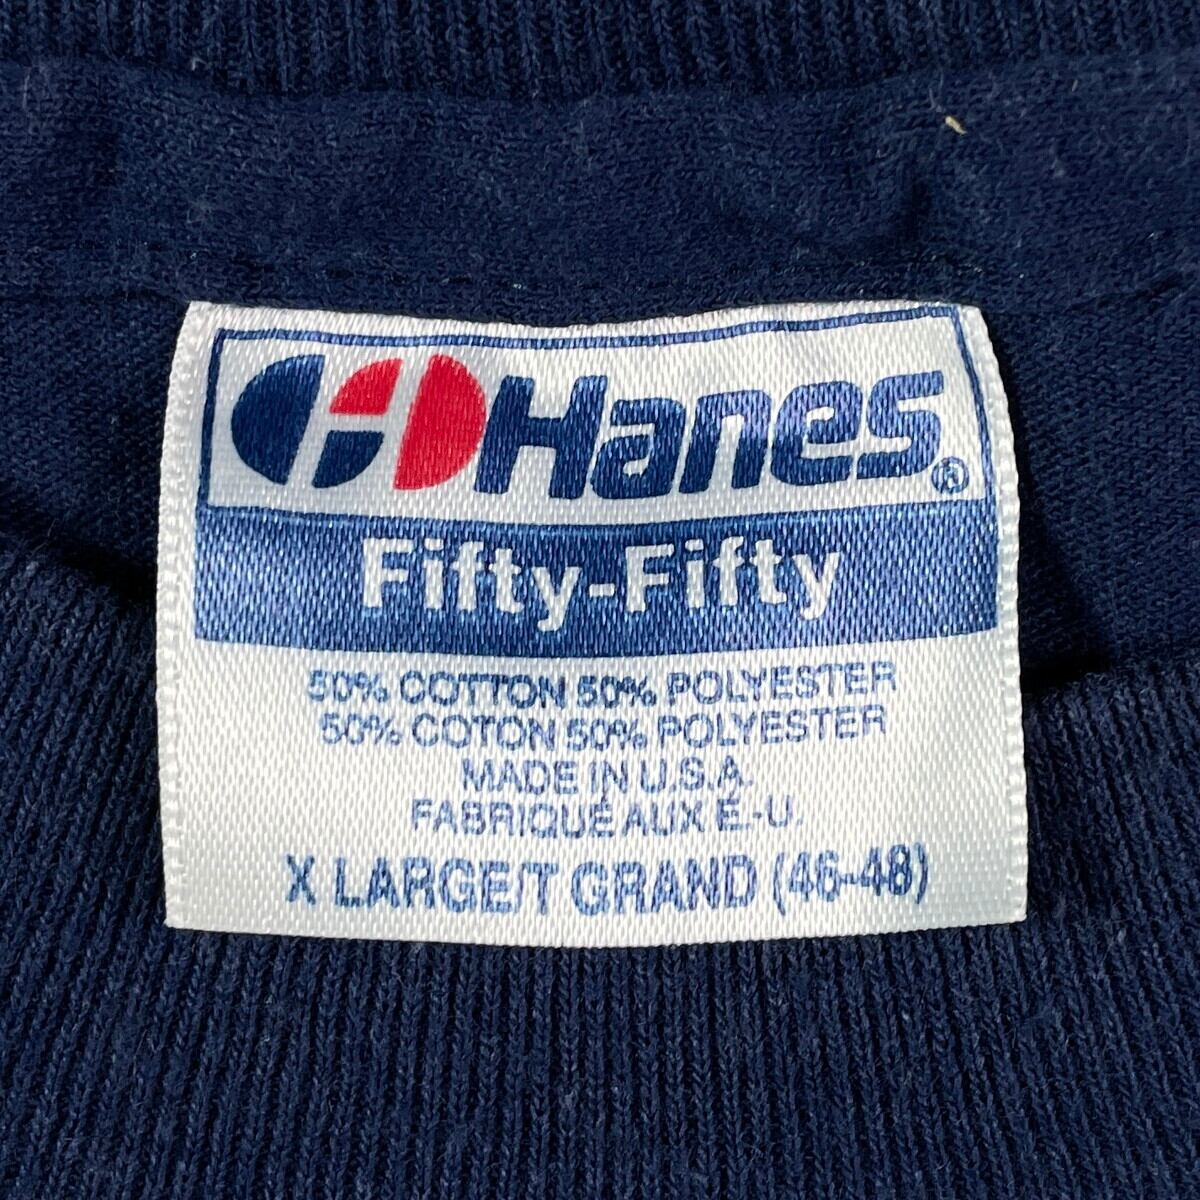 Hanes®
Fifty-Fifty
50% COTTON 50% POLYESTER
50% COTON 50% POLYESTER
MADE IN U.S.A.
FABRIQUÉ AUX É.-U.
X LARGE/T GRAND (46-48)